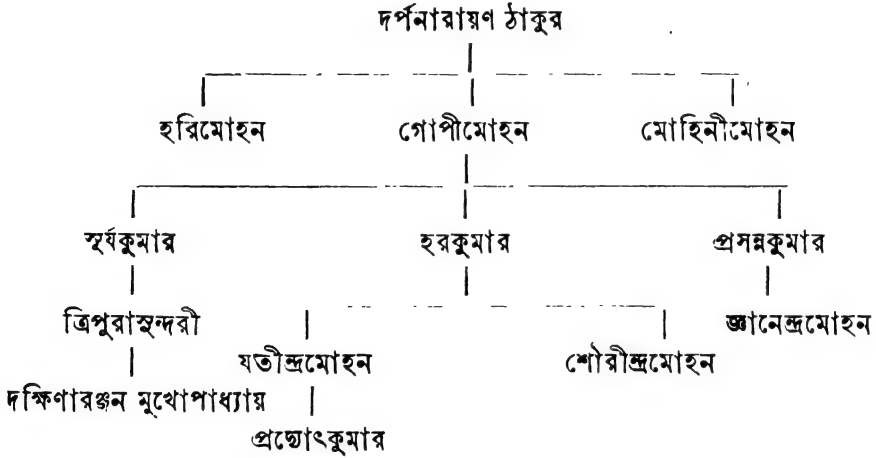 দর্পনারায়ণ ঠাকুর
হরিমোহন গোপীমোহন মোহিনীমোহন
সূর্যকুমার হরকুমার প্রসন্নকুমার
ত্রিপুরাসুন্দরী জ্ঞানেন্দ্রমোহন
যতীন্দ্রমোহন শৌরীন্দ্রমোহন
দক্ষিণারঞ্জন মুখোপাধ্যায়
প্রদ্যোৎকুমার